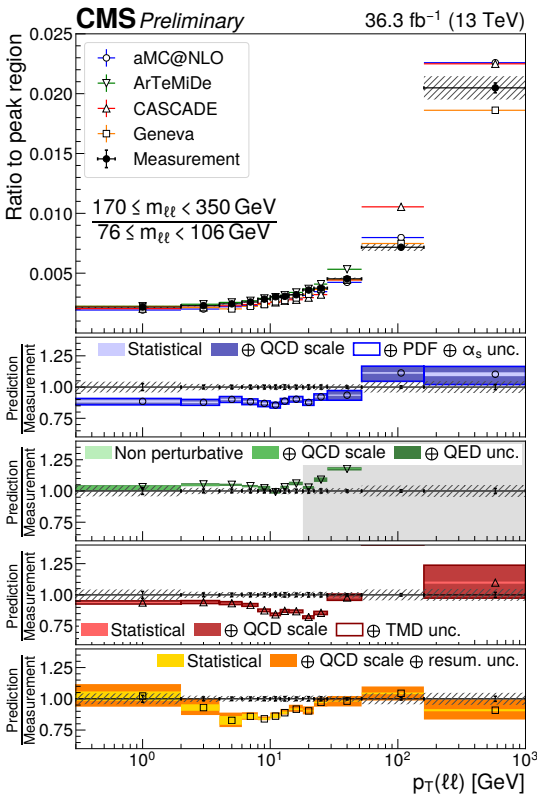 CMS Preliminary 36.3 fb⁻¹ (13 TeV)
Ratio to peak region
0.020
0.015
0.010
0.005
aMC@NLO
ArTeMiDe
CASCADE
Geneva
Measurement
170 ≤ mℓℓ < 350 GeV
76 ≤ mℓℓ < 106 GeV
Prediction
Measurement
1.25
1.00
0.75
Statistical ⊕ QCD scale ⊕ PDF ⊕ αs unc.
Prediction
Measurement
1.25
1.00
0.75
Non perturbative ⊕ QCD scale ⊕ QED unc.
Prediction
Measurement
1.25
1.00
0.75
Statistical ⊕ QCD scale ⊕ TMD unc.
Prediction
Measurement
1.25
1.00
0.75
Statistical ⊕ QCD scale ⊕ resum. unc.
10⁰ 10¹ 10² 10³
pT(ℓℓ) [GeV]